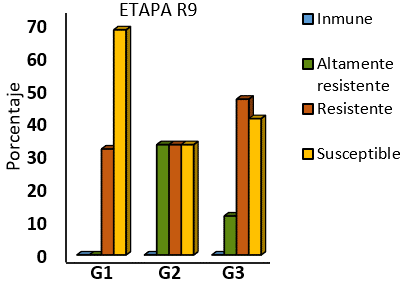 ETAPA R9
Porcentaje
70
60
50
40
30
20
10
0
G1 G2 G3
Inmune
Altamente
resistente
Resistente
Susceptible